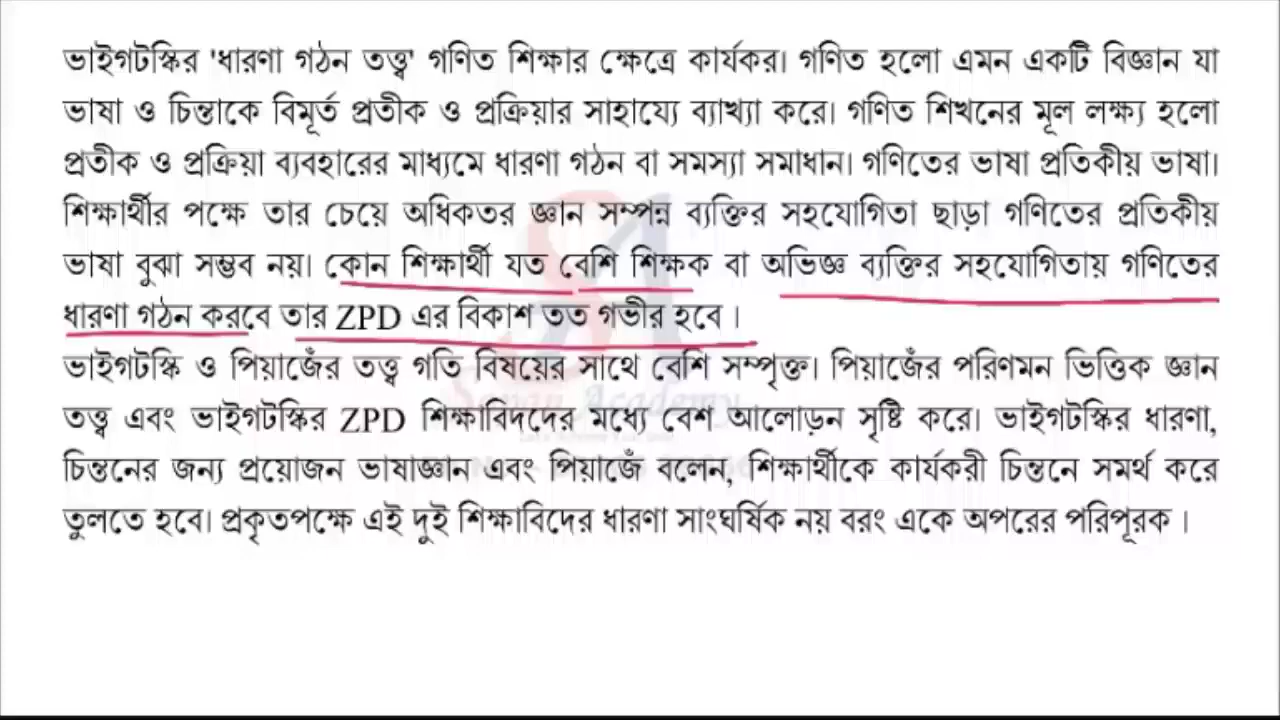 ভাইগটস্কির 'ধারণা গঠন তত্ত্ব' গণিত শিক্ষার ক্ষেত্রে কার্যকর। গণিত হলো এমন একটি বিজ্ঞান যা
ভাষা ও চিন্তাকে বিমূর্ত প্রতীক ও প্রক্রিয়ার সাহায্যে ব্যাখ্যা করে। গণিত শিখনের মূল লক্ষ্য হলো
প্রতীক ও প্রক্রিয়া ব্যবহারের মাধ্যমে ধারণা গঠন বা সমস্যা সমাধান। গণিতের ভাষা প্রতিকীয় ভাষা।
শিক্ষার্থীর পক্ষে তার চেয়ে অধিকতর জ্ঞান সম্পন্ন ব্যক্তির সহযোগিতা ছাড়া গণিতের প্রতিকীয়
ভাষা বুঝা সম্ভব নয়। কোন শিক্ষার্থী যত বেশি শিক্ষক বা অভিজ্ঞ ব্যক্তির সহযোগিতায় গণিতের
ধারণা গঠন করবে তার ZPD এর বিকাশ তত গভীর হবে ।
ভাইগটস্কি ও পিয়াজেঁর তত্ত্ব গতি বিষয়ের সাথে বেশি সম্পৃক্ত। পিয়াজেঁর পরিণমন ভিত্তিক জ্ঞান
তত্ত্ব এবং ভাইগটস্কির ZPD শিক্ষাবিদদের মধ্যে বেশ আলোড়ন সৃষ্টি করে। ভাইগটস্কির ধারণা,
চিন্তনের জন্য প্রয়োজন ভাষাজ্ঞান এবং পিয়াজেঁ বলেন, শিক্ষার্থীকে কার্যকরী চিন্তনে সমর্থ করে
তুলতে হবে। প্রকৃতপক্ষে এই দুই শিক্ষাবিদের ধারণা সাংঘর্ষিক নয় বরং একে অপরের পরিপূরক ।